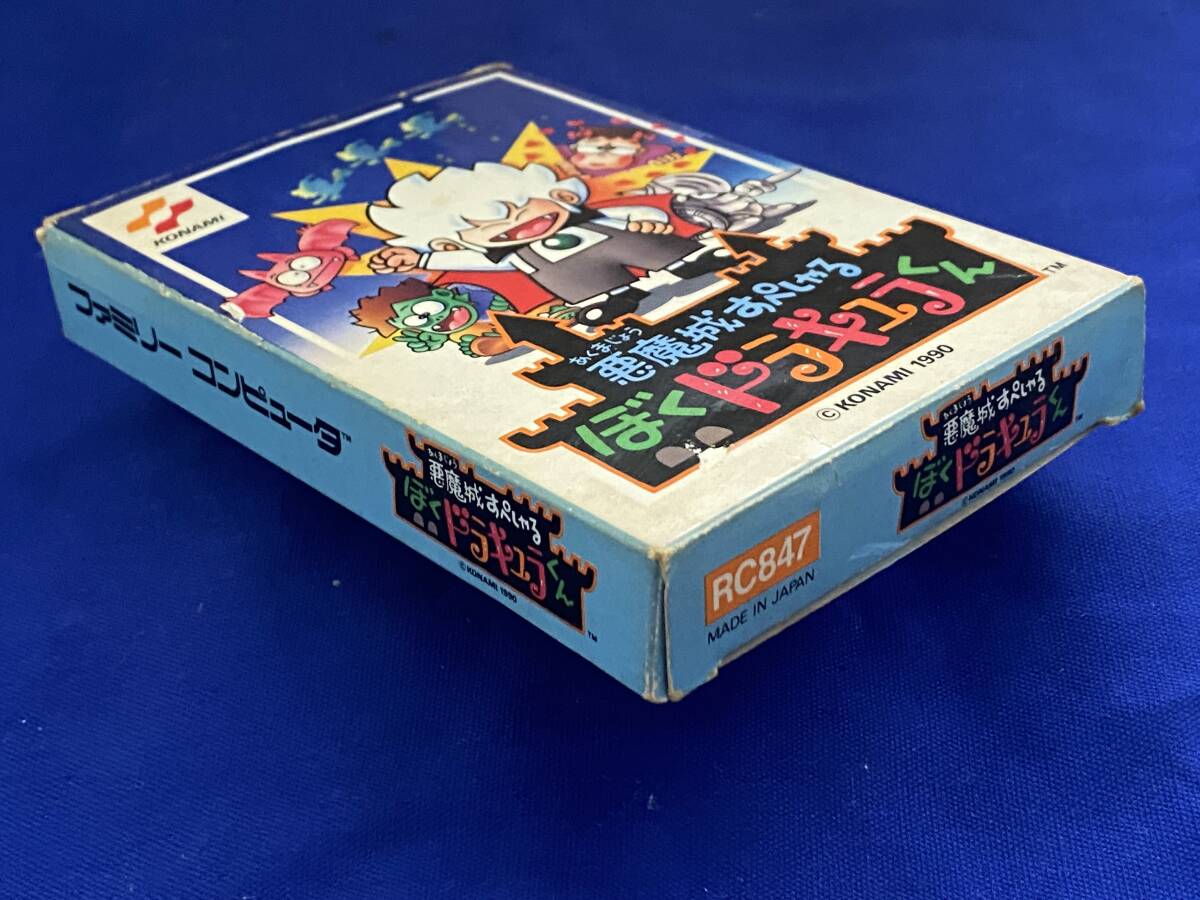 KONAMI
あくまじょう
悪魔城すぺしゃる
ぼくドラキュラくん
TM
© KONAMI 1990
ファミリー コンピュータ™
あくまじょう
悪魔城すぺしゃる
ぼくドラキュラくん
© KONAMI 1990
TM
RC847
MADE IN JAPAN
あくまじょう
悪魔城すぺしゃる
ぼくドラキュラくん
© KONAMI 1990
TM